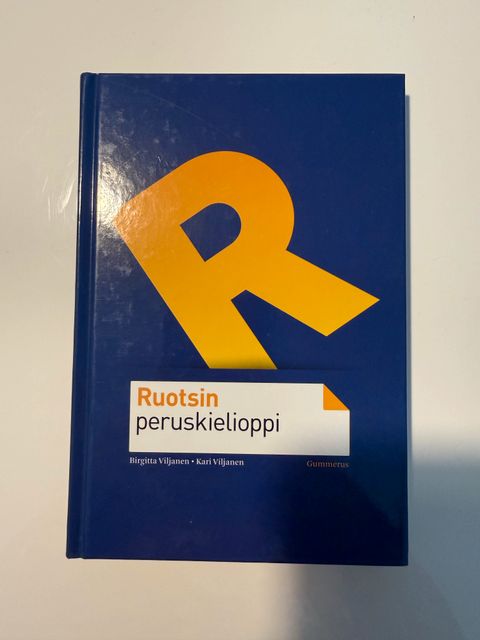 R
Ruotsin
peruskielioppi
Birgitta Viljanen • Kari Viljanen Gummerus